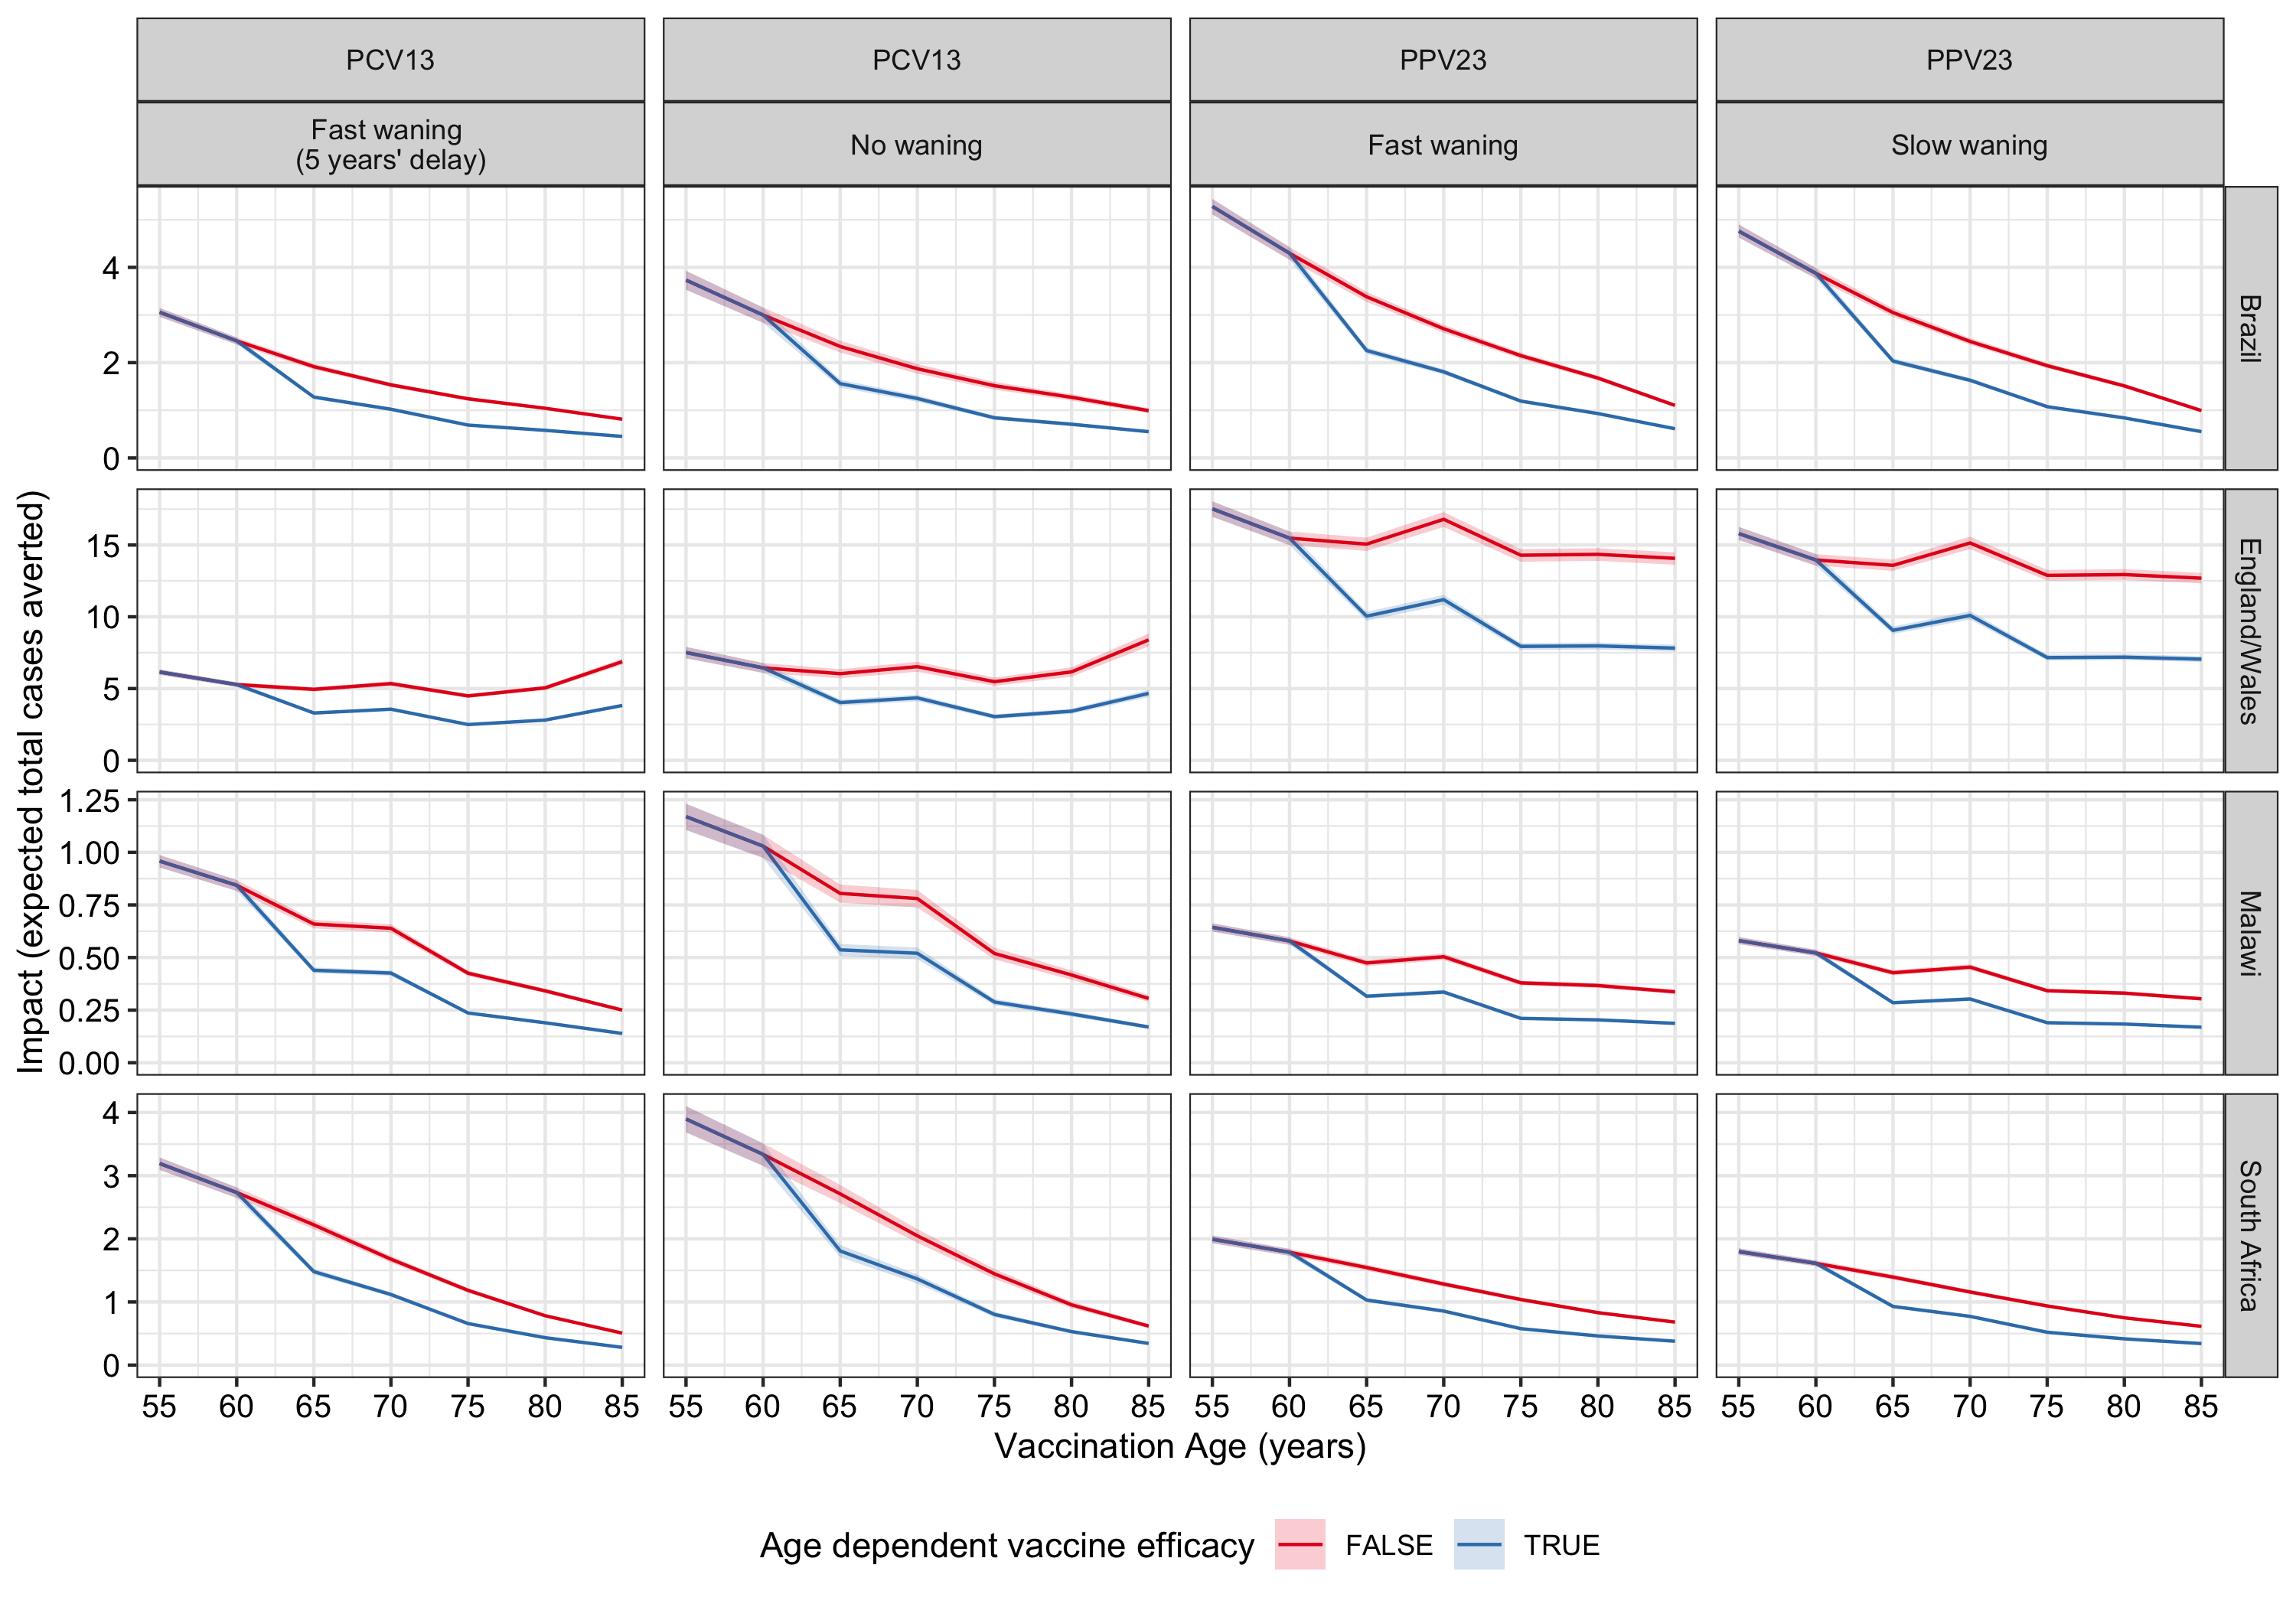 PCV13
PCV13
PPV23
PPV23
Fast waning
(5 years' delay)
No waning
Fast waning
Slow waning
Impact (expected total cases averted)
4
2
0
Brazil
15
10
5
0
England/Wales
1.25
1.00
0.75
0.50
0.25
0.00
Malawi
4
3
2
1
0
South Africa
55 60 65 70 75 80 85
55 60 65 70 75 80 85
55 60 65 70 75 80 85
55 60 65 70 75 80 85
Vaccination Age (years)
Age dependent vaccine efficacy FALSE TRUE